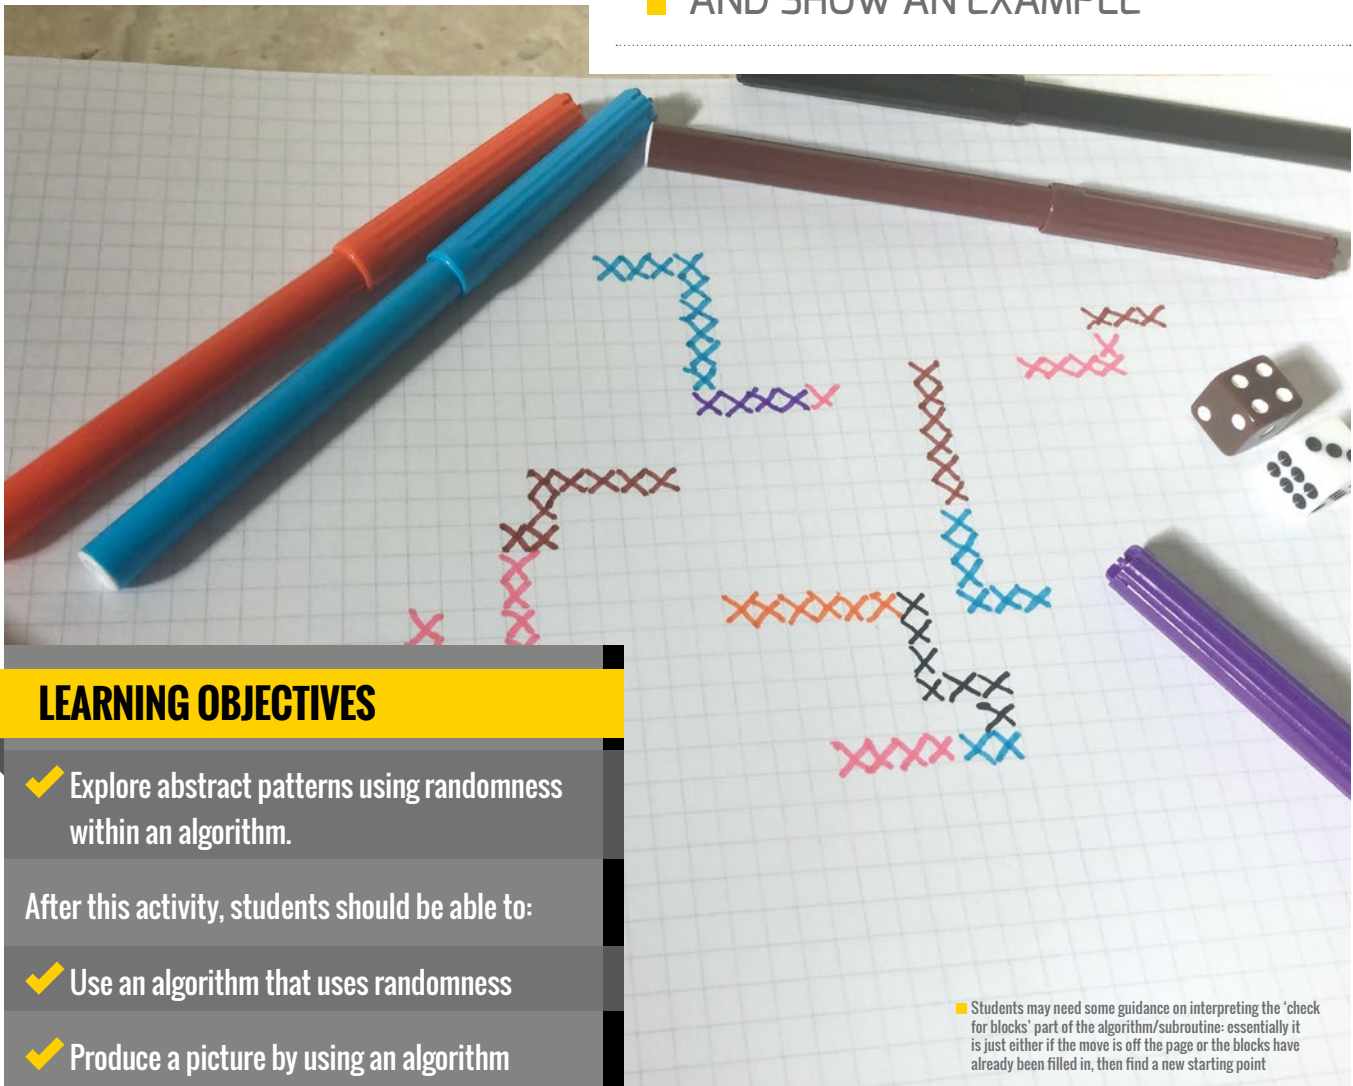 AND SHOW AN EXAMPLE
LEARNING OBJECTIVES
Explore abstract patterns using randomness
within an algorithm.
After this activity, students should be able to:
Use an algorithm that uses randomness
Produce a picture by using an algorithm
Students may need some guidance on interpreting the ‘check
for blocks’ part of the algorithm/subroutine: essentially it
is just either if the move is off the page or the blocks have
already been filled in, then find a new starting point